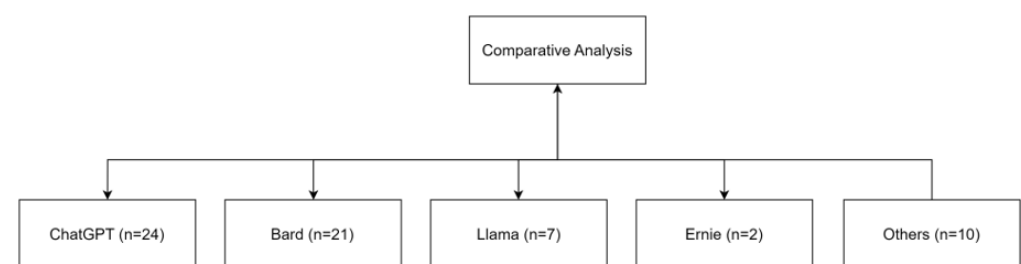 Comparative Analysis
ChatGPT (n=24)
Bard (n=21)
Llama (n=7)
Ernie (n=2)
Others (n=10)